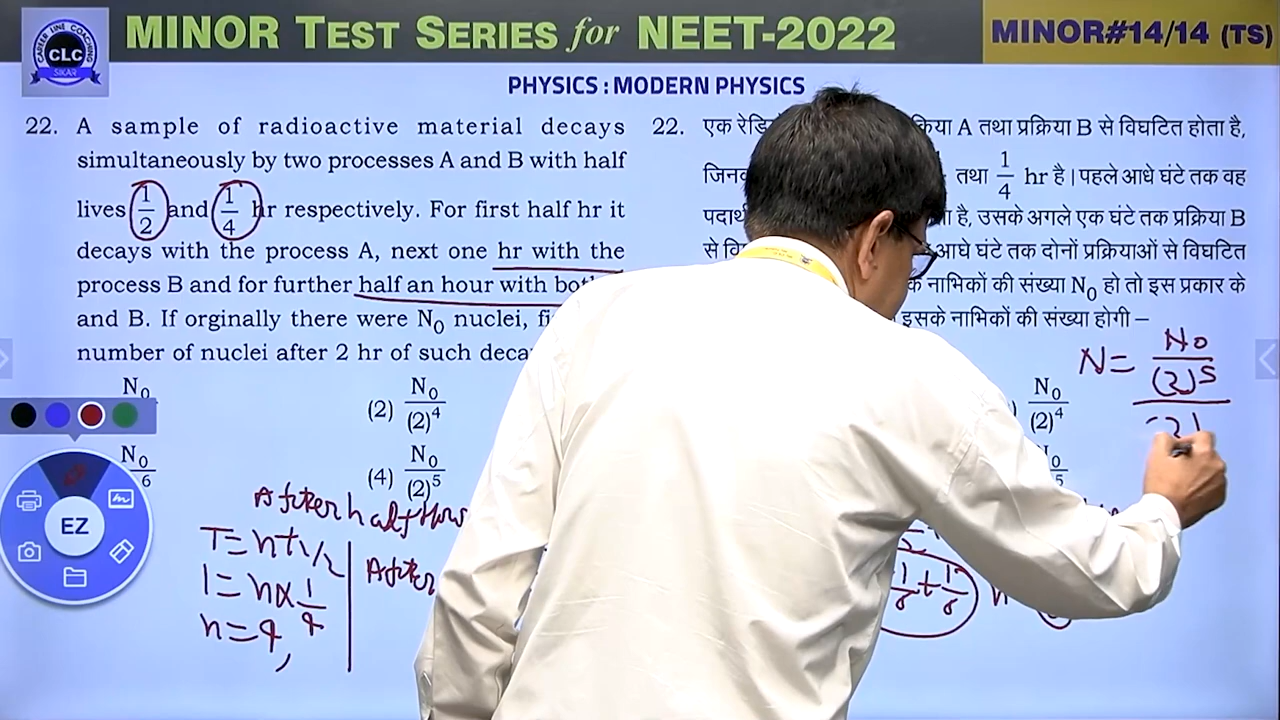 CAREER LINE COACHING
CLC
SIKAR
MINOR TEST SERIES for NEET-2022
MINOR#14/14 (TS)
PHYSICS : MODERN PHYSICS
22. A sample of radioactive material decays
simultaneously by two processes A and B with half
lives 1/2 and 1/4 hr respectively. For first half hr it
decays with the process A, next one hr with the
process B and for further half an hour with both
and B. If orginally there were N0 nuclei,
number of nuclei after 2 hr of such
N0
(2) N0/(2)^4
N0/6
(4) N0/(2)^5
22. एक A तथा प्रक्रिया B से विघटित होता है,
तथा 1/4 hr है। पहले आधे घंटे तक वह
है, उसके अगले एक घंटे तक प्रक्रिया B
से आघे घंटे तक दोनों प्रक्रियाओं से विघटित
नाभिकों की संख्या N0 हो तो इस प्रकार के
इसके नाभिकों की संख्या होगी –
N0/(2)^4
N = N0/(2)^5
After half
T = n t1/2
1 = n × 1/4
n = 4,
After
EZ